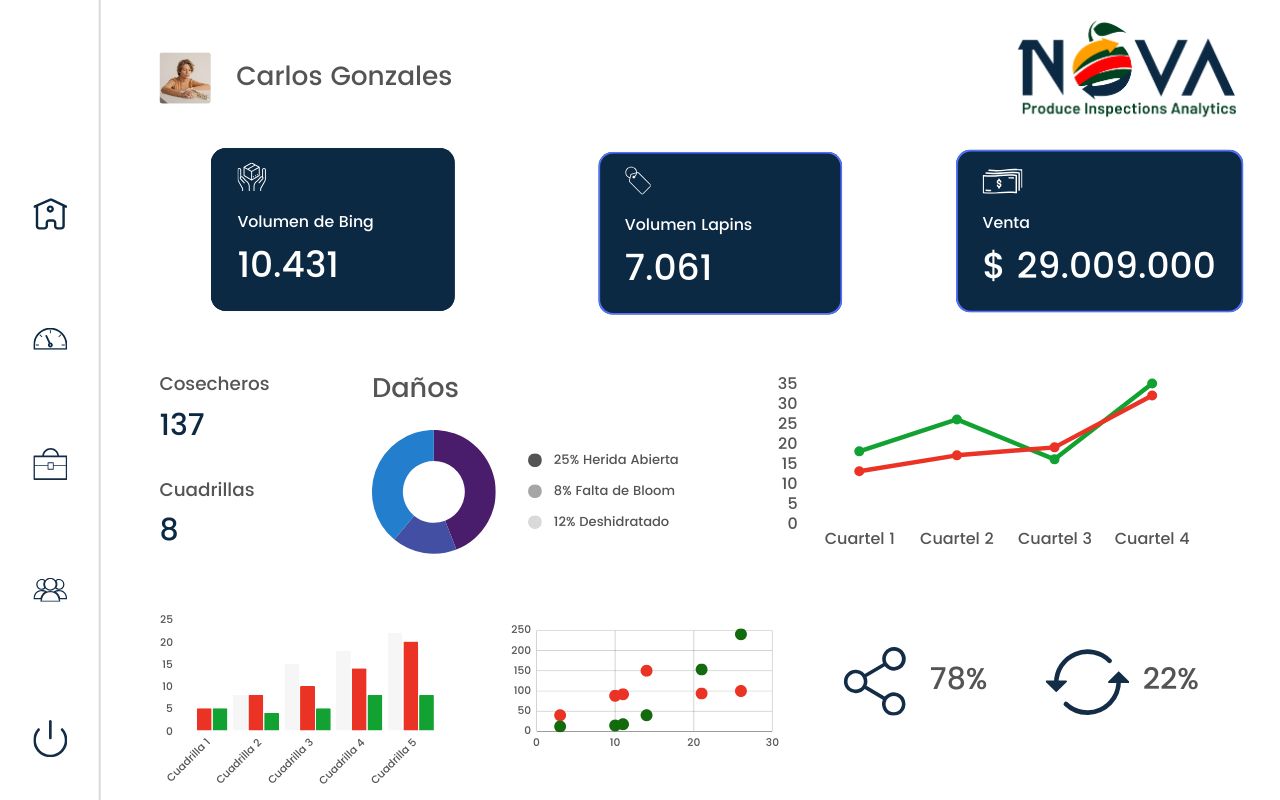 Carlos Gonzales
NOVA
Produce Inspections Analytics
Volumen de Bing
10.431
Volumen Lapins
7.061
$
Venta
$ 29.009.000
Cosecheros
137
Cuadrillas
8
Daños
25% Herida Abierta
8% Falta de Bloom
12% Deshidratado
35
30
25
20
15
10
5
0
Cuartel 1 Cuartel 2 Cuartel 3 Cuartel 4
25
20
15
10
5
0
Cuadrilla 1 Cuadrilla 2 Cuadrilla 3 Cuadrilla 4 Cuadrilla 5
250
200
150
100
50
0
0 10 20 30
78%
22%